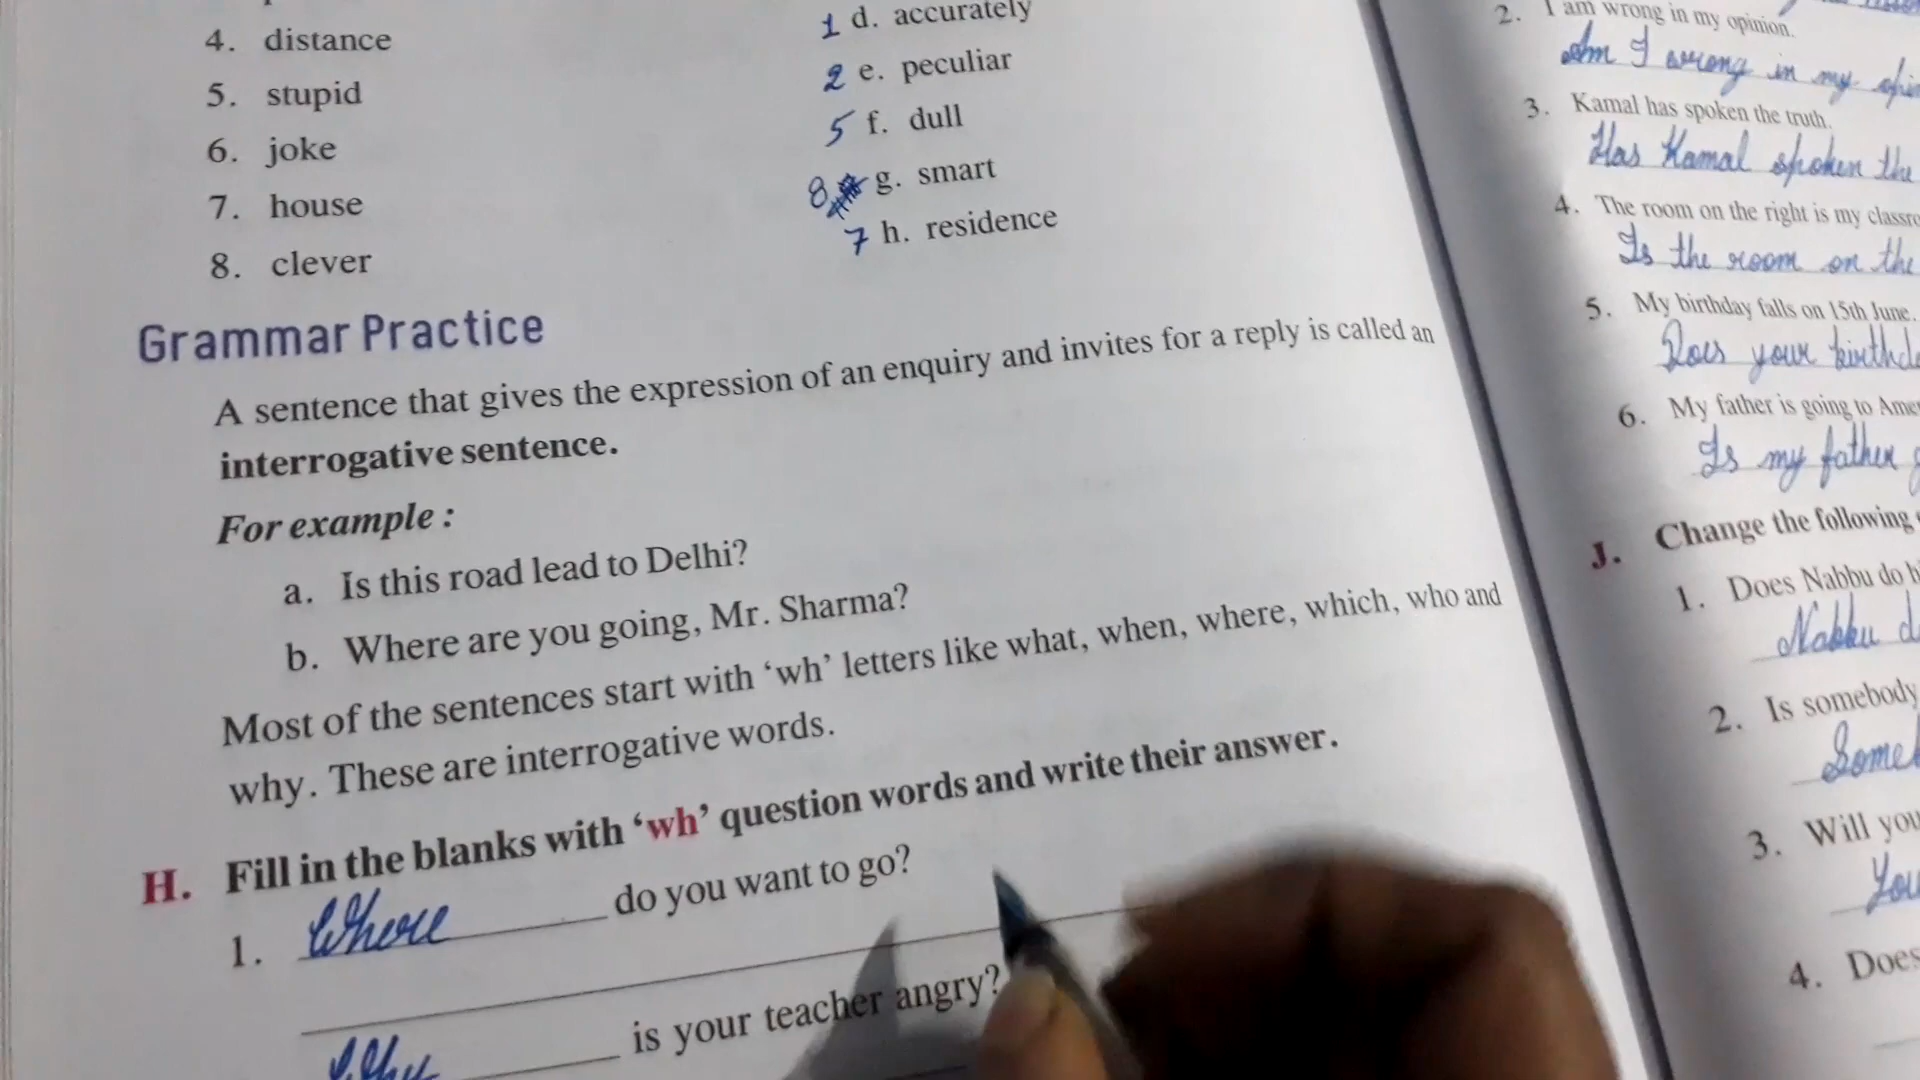 4. distance
5. stupid
6. joke
7. house
8. clever
1 d. accurately
2 e. peculiar
5 f. dull
8 g. smart
7 h. residence
Grammar Practice
A sentence that gives the expression of an enquiry and invites for a reply is called an
interrogative sentence.
For example :
a. Is this road lead to Delhi?
b. Where are you going, Mr. Sharma?
Most of the sentences start with ‘wh’ letters like what, when, where, which, who and
why. These are interrogative words.
H. Fill in the blanks with ‘wh’ question words and write their answer.
1. Where do you want to go?
Why is your teacher angry?
2. I am wrong in my opinion.
Am I wrong in my
3. Kamal has spoken the truth.
Has Kamal spoken the
4. The room on the right is my
Is the room on the
5. My birthday falls on 15th June.
Does your
6. My father is going to
Is my father
J. Change the following
1. Does Nabbu do
Nabbu
2. Is somebody
3. Will you
You
4. Does